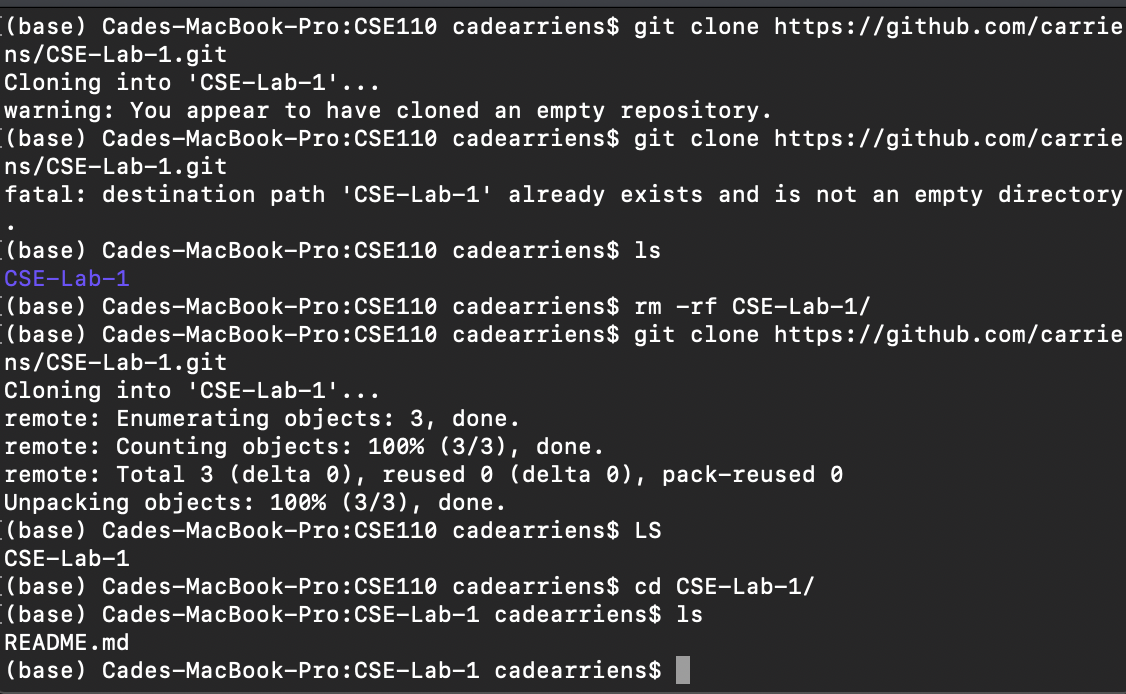 (base) Cades-MacBook-Pro:CSE110 cadearriens$ git clone https://github.com/carrie
ns/CSE-Lab-1.git
Cloning into 'CSE-Lab-1'...
warning: You appear to have cloned an empty repository.
(base) Cades-MacBook-Pro:CSE110 cadearriens$ git clone https://github.com/carrie
ns/CSE-Lab-1.git
fatal: destination path 'CSE-Lab-1' already exists and is not an empty directory
.
(base) Cades-MacBook-Pro:CSE110 cadearriens$ ls
CSE-Lab-1
(base) Cades-MacBook-Pro:CSE110 cadearriens$ rm -rf CSE-Lab-1/
(base) Cades-MacBook-Pro:CSE110 cadearriens$ git clone https://github.com/carrie
ns/CSE-Lab-1.git
Cloning into 'CSE-Lab-1'...
remote: Enumerating objects: 3, done.
remote: Counting objects: 100% (3/3), done.
remote: Total 3 (delta 0), reused 0 (delta 0), pack-reused 0
Unpacking objects: 100% (3/3), done.
(base) Cades-MacBook-Pro:CSE110 cadearriens$ LS
CSE-Lab-1
(base) Cades-MacBook-Pro:CSE110 cadearriens$ cd CSE-Lab-1/
(base) Cades-MacBook-Pro:CSE-Lab-1 cadearriens$ ls
README.md
(base) Cades-MacBook-Pro:CSE-Lab-1 cadearriens$